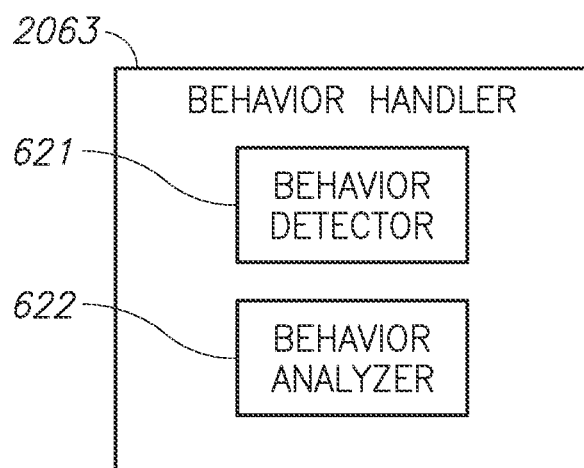 2063
BEHAVIOR HANDLER
621
BEHAVIOR
DETECTOR
622
BEHAVIOR
ANALYZER